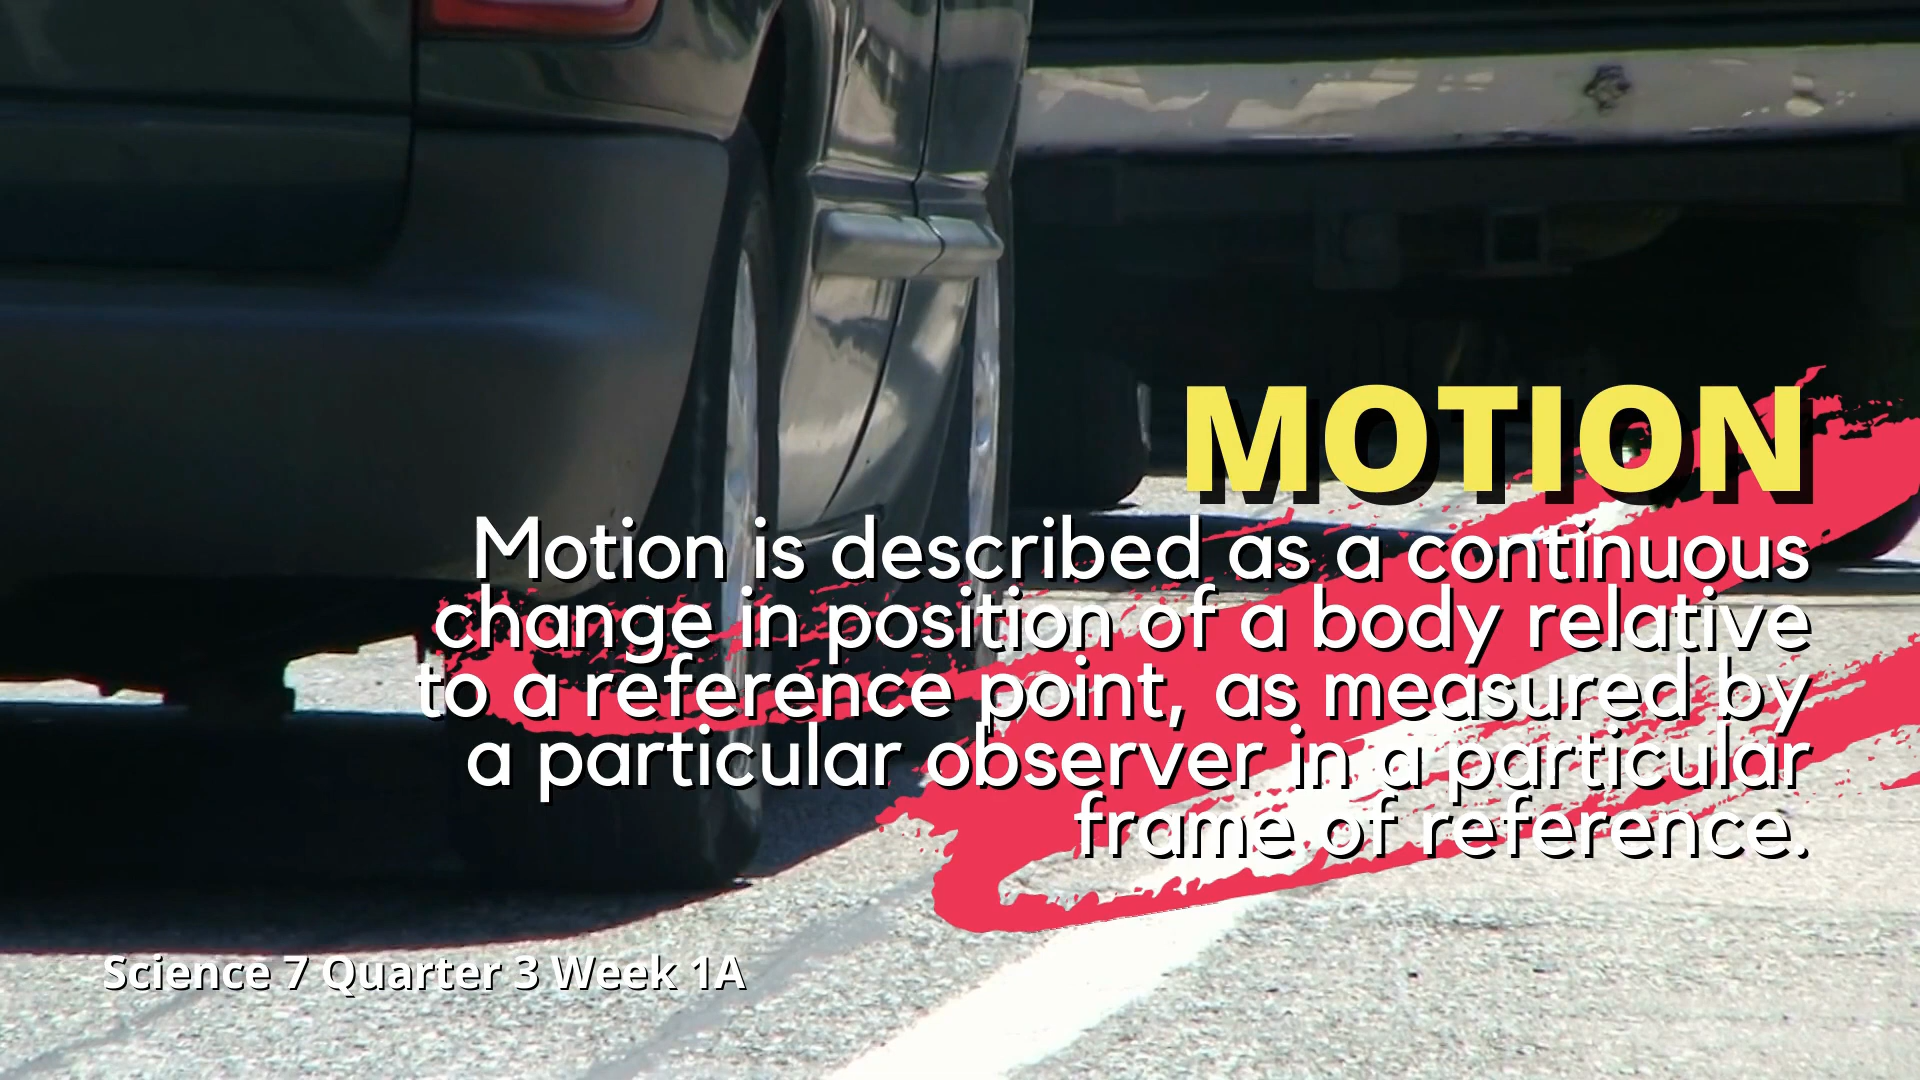 MOTION
Motion is described as a continuous
change in position of a body relative
to a reference point, as measured by
a particular observer in a particular
frame of reference.
Science 7 Quarter 3 Week 1A